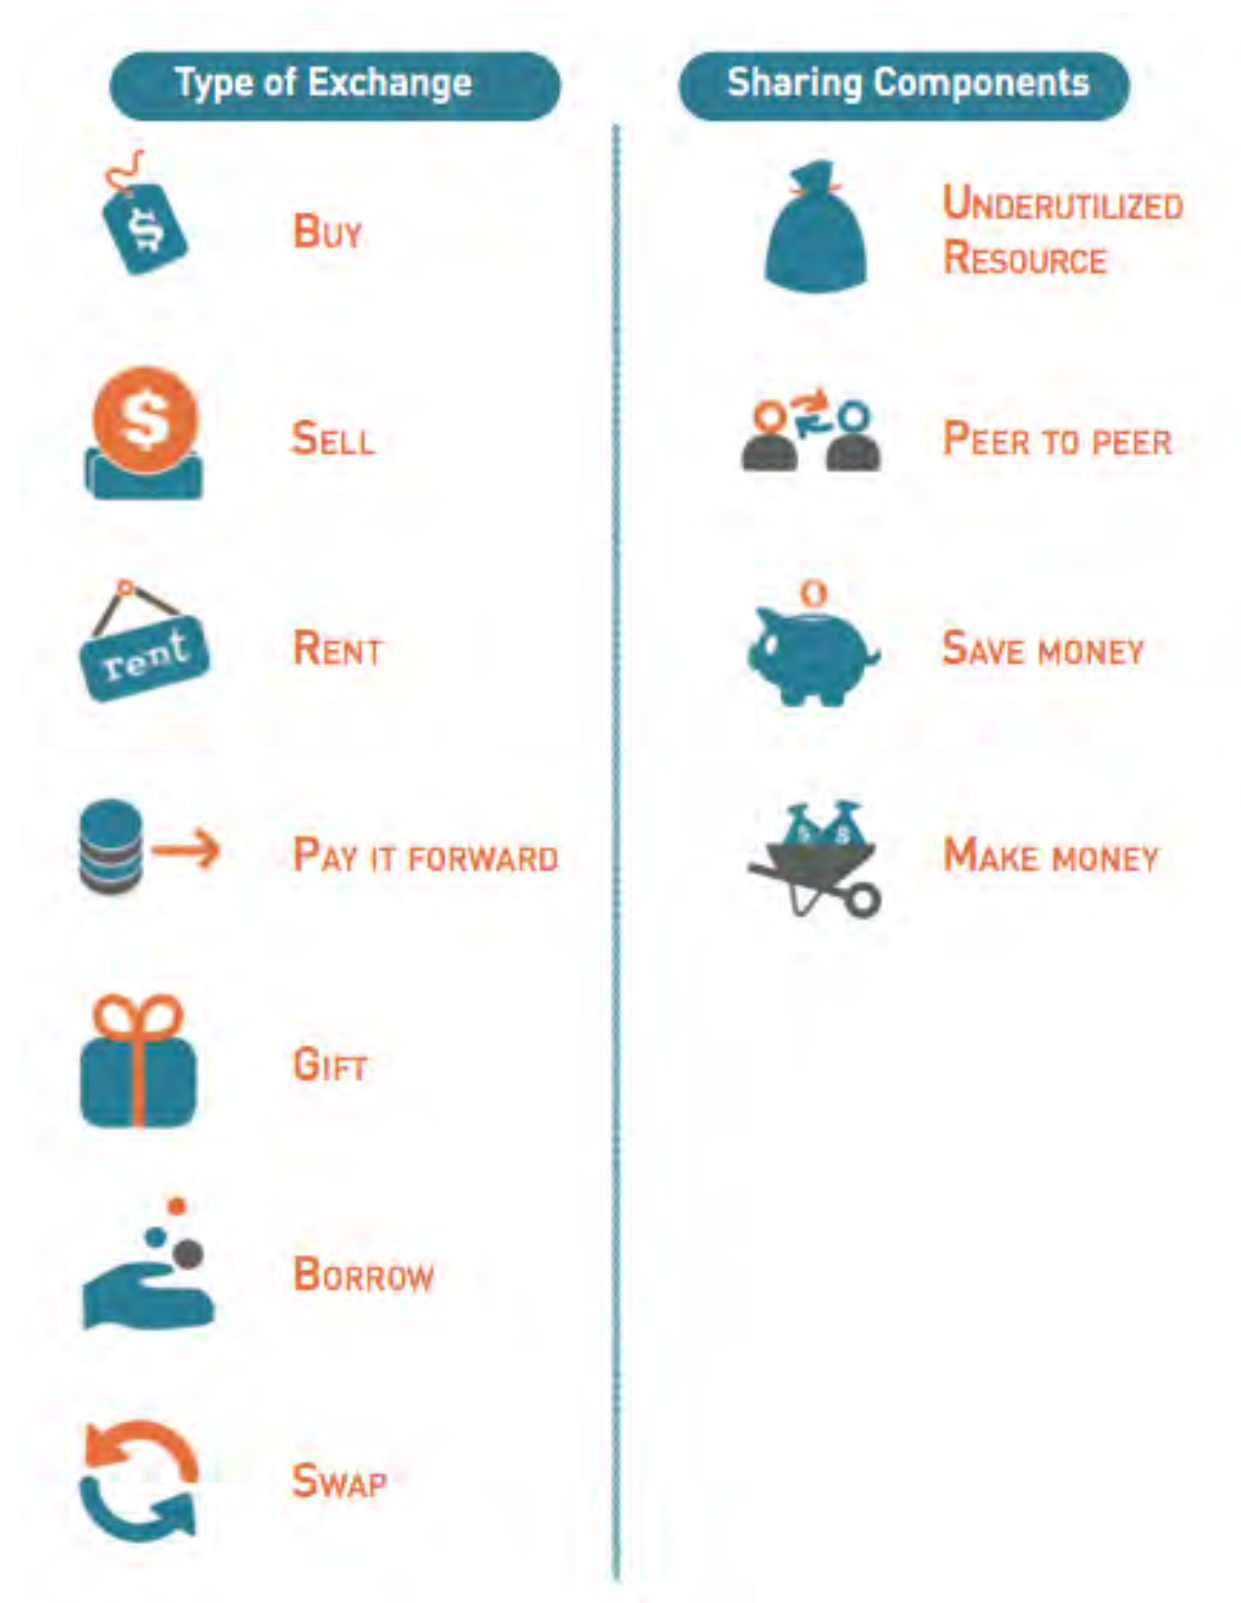 Type of Exchange
$
BUY
$
SELL
rent
RENT
PAY IT FORWARD
GIFT
BORROW
SWAP
Sharing Components
UNDERUTILIZED
RESOURCE
PEER TO PEER
SAVE MONEY
$ $
MAKE MONEY